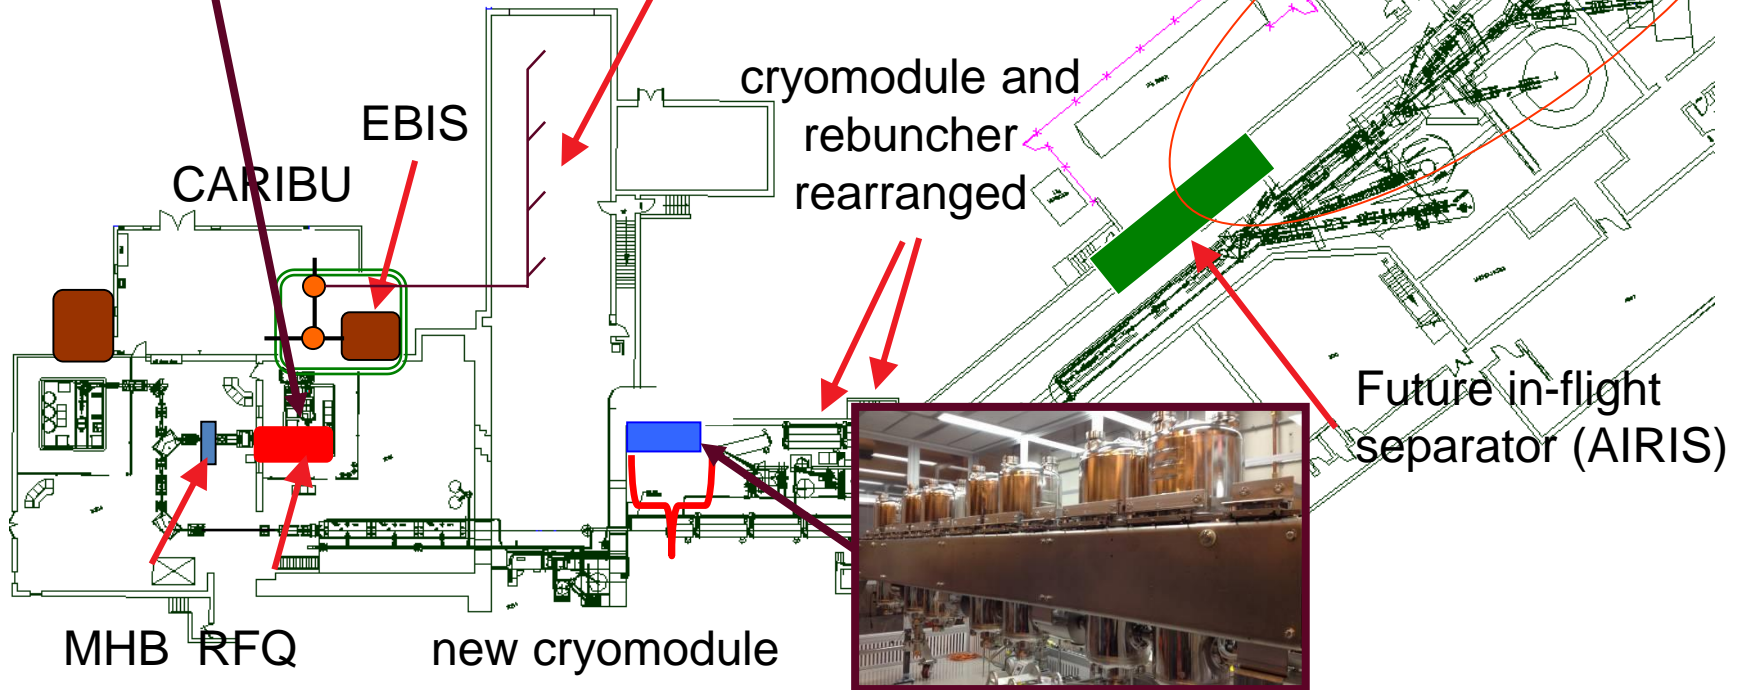 cryomodule and
rebuncher
rearranged
EBIS
CARIBU
Future in-flight
separator (AIRIS)
MHB RFQ
new cryomodule